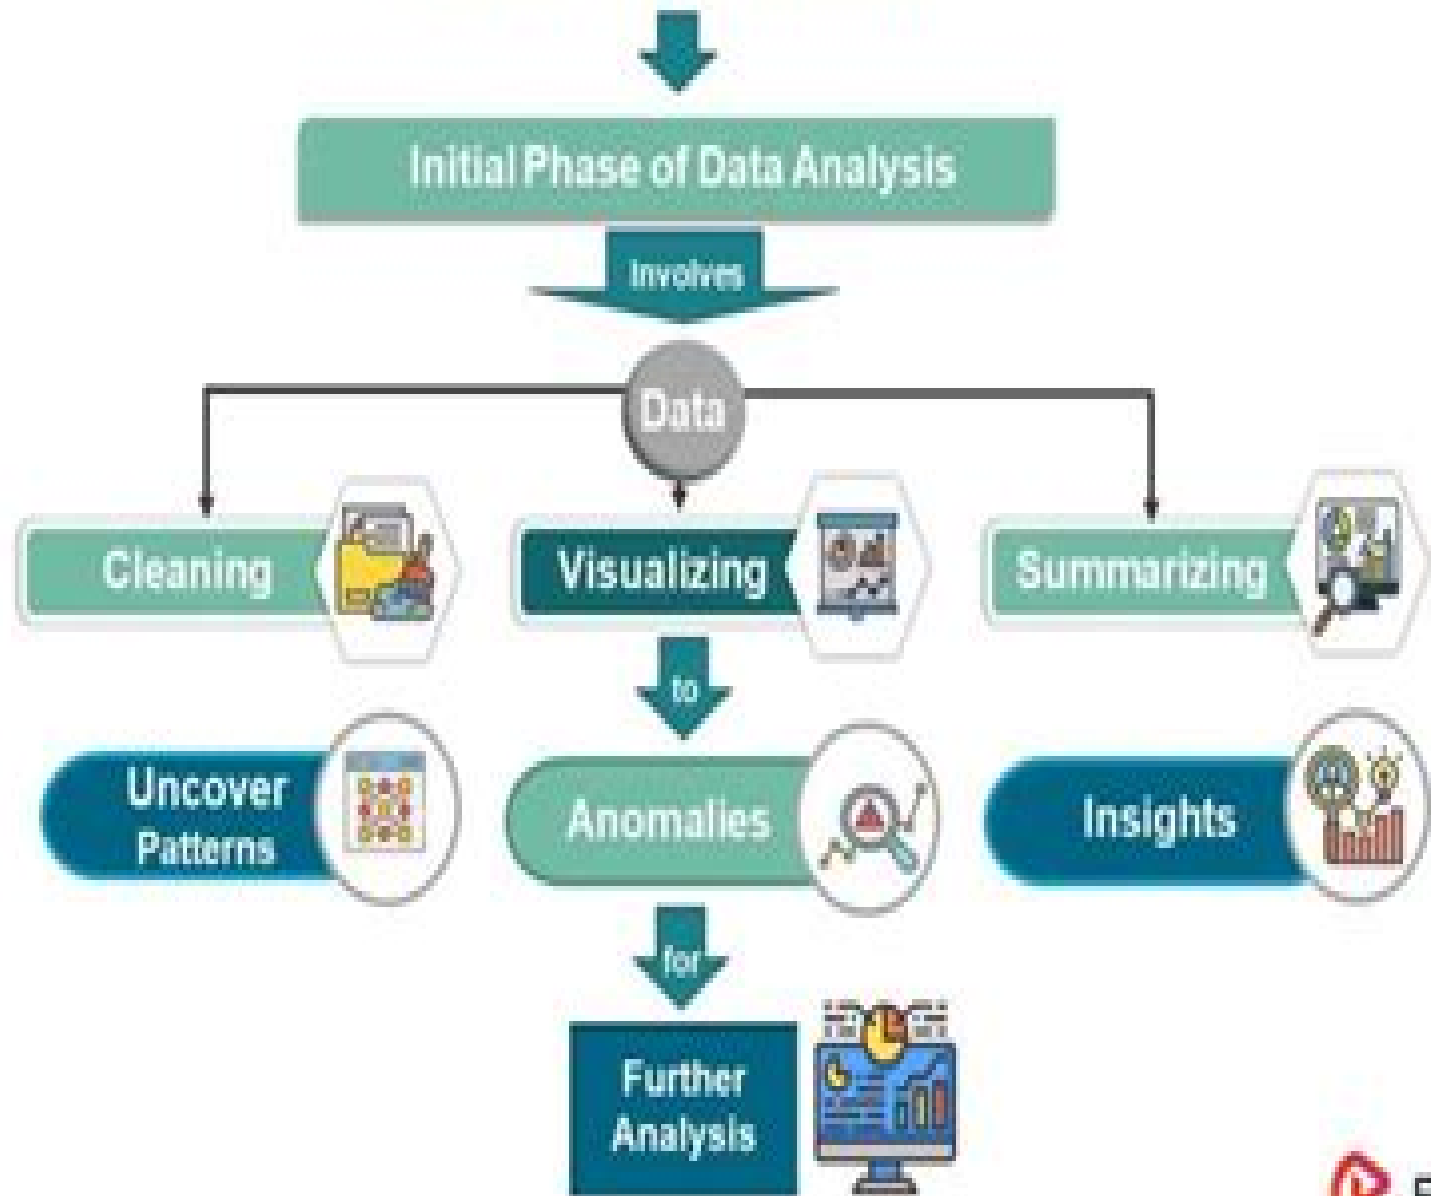 Initial Phase of Data Analysis
Involves
Data
Cleaning
Visualizing
Summarizing
to
Uncover
Patterns
Anomalies
Insights
for
Further
Analysis